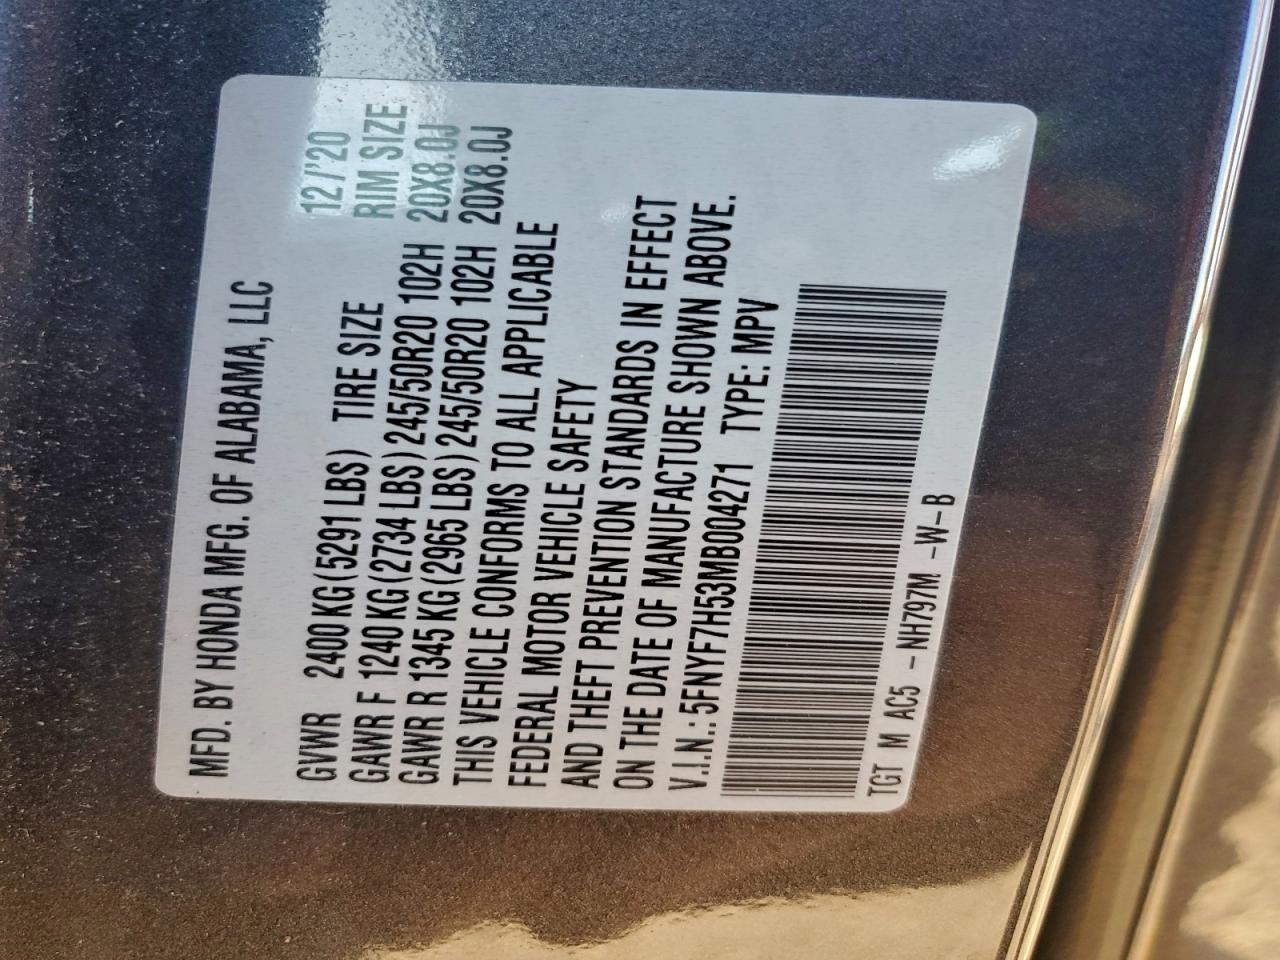 MFD. BY HONDA MFG. OF ALABAMA, LLC 12/'20
GVWR 2400 KG (5291 LBS) TIRE SIZE RIM SIZE
GAWR F 1240 KG (2734 LBS) 245/50R20 102H 20X8.0J
GAWR R 1345 KG (2965 LBS) 245/50R20 102H 20X8.0J
THIS VEHICLE CONFORMS TO ALL APPLICABLE
FEDERAL MOTOR VEHICLE SAFETY
AND THEFT PREVENTION STANDARDS IN EFFECT
ON THE DATE OF MANUFACTURE SHOWN ABOVE.
V.I.N.: 5FNYF7H53MB004271 TYPE: MPV
TGT M AC5 - NH797M -W-B